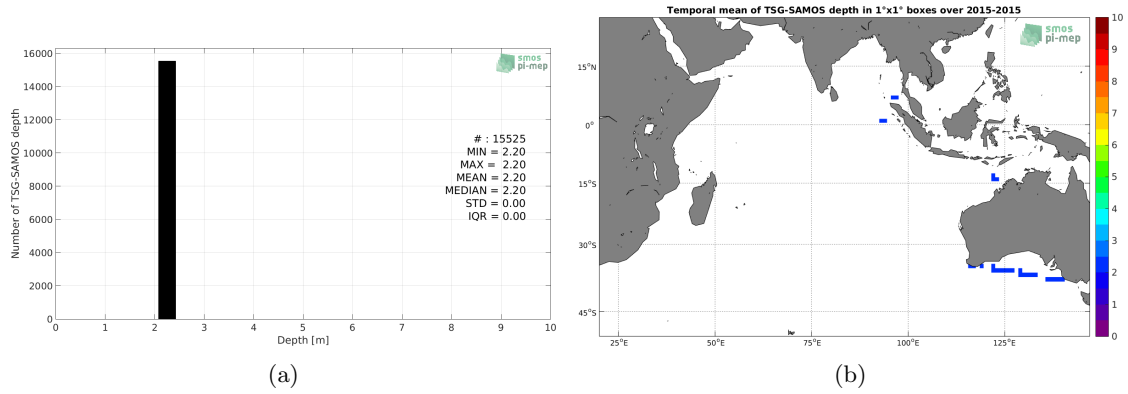 Number of TSG-SAMOS depth
16000
14000
12000
10000
8000
6000
4000
2000
0
0 1 2 3 4 5 6 7 8 9 10
Depth [m]
smos
pi-mep
# : 15525
MIN = 2.20
MAX = 2.20
MEAN = 2.20
MEDIAN = 2.20
STD = 0.00
IQR = 0.00
(a)
Temporal mean of TSG-SAMOS depth in 1°x1° boxes over 2015-2015
smos
pi-mep
15°N
0°
15°S
30°S
45°S
25°E 50°E 75°E 100°E 125°E
10
9
8
7
6
5
4
3
2
1
0
(b)